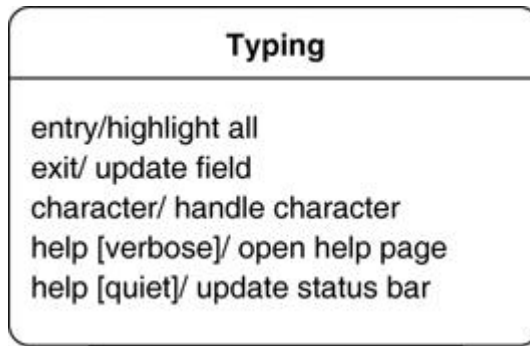 Typing
entry/highlight all
exit/ update field
character/ handle character
help [verbose]/ open help page
help [quiet]/ update status bar